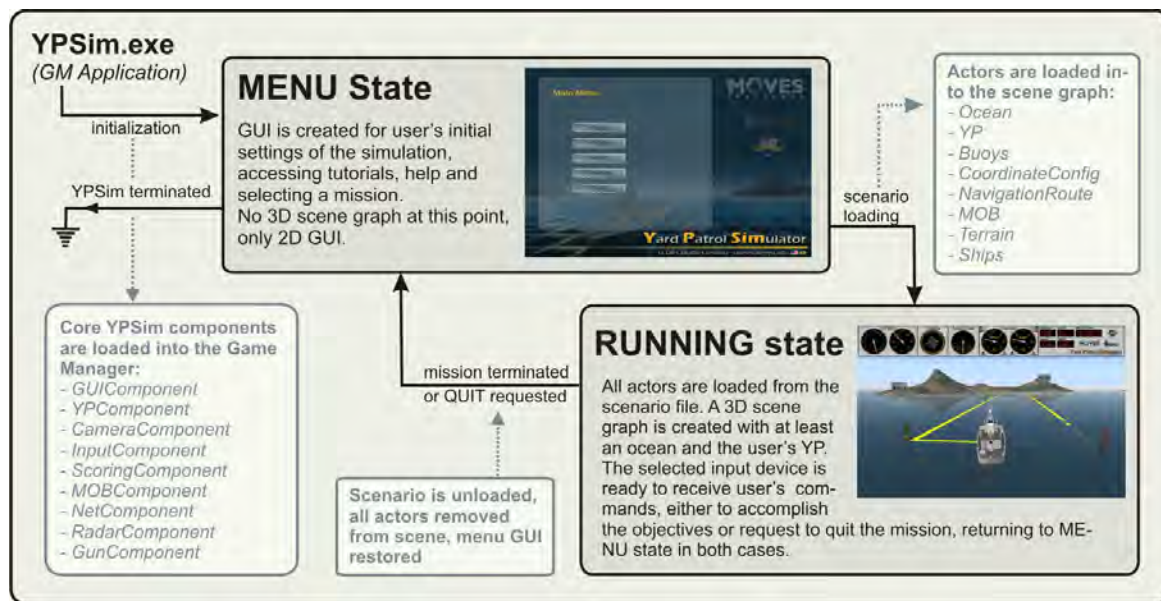 YPSim.exe
(GM Application)
initialization
YPSim terminated
MENU State
GUI is created for user's initial
settings of the simulation,
accessing tutorials, help and
selecting a mission.
No 3D scene graph at this point,
only 2D GUI.
Main Menu
MOVES
Yard Patrol Simulator
scenario
loading
Actors are loaded in-
to the scene graph:
- Ocean
- YP
- Buoys
- CoordinateConfig
- NavigationRoute
- MOB
- Terrain
- Ships
Core YPSim components
are loaded into the Game
Manager:
- GUIComponent
- YPComponent
- CameraComponent
- InputComponent
- ScoringComponent
- MOBComponent
- NetComponent
- RadarComponent
- GunComponent
mission terminated
or QUIT requested
Scenario is unloaded,
all actors removed
from scene, menu GUI
restored
RUNNING state
All actors are loaded from the
scenario file. A 3D scene
graph is created with at least
an ocean and the user's YP.
The selected input device is
ready to receive user's com-
mands, either to accomplish
the objectives or request to quit the mission, returning to ME-
NU state in both cases.